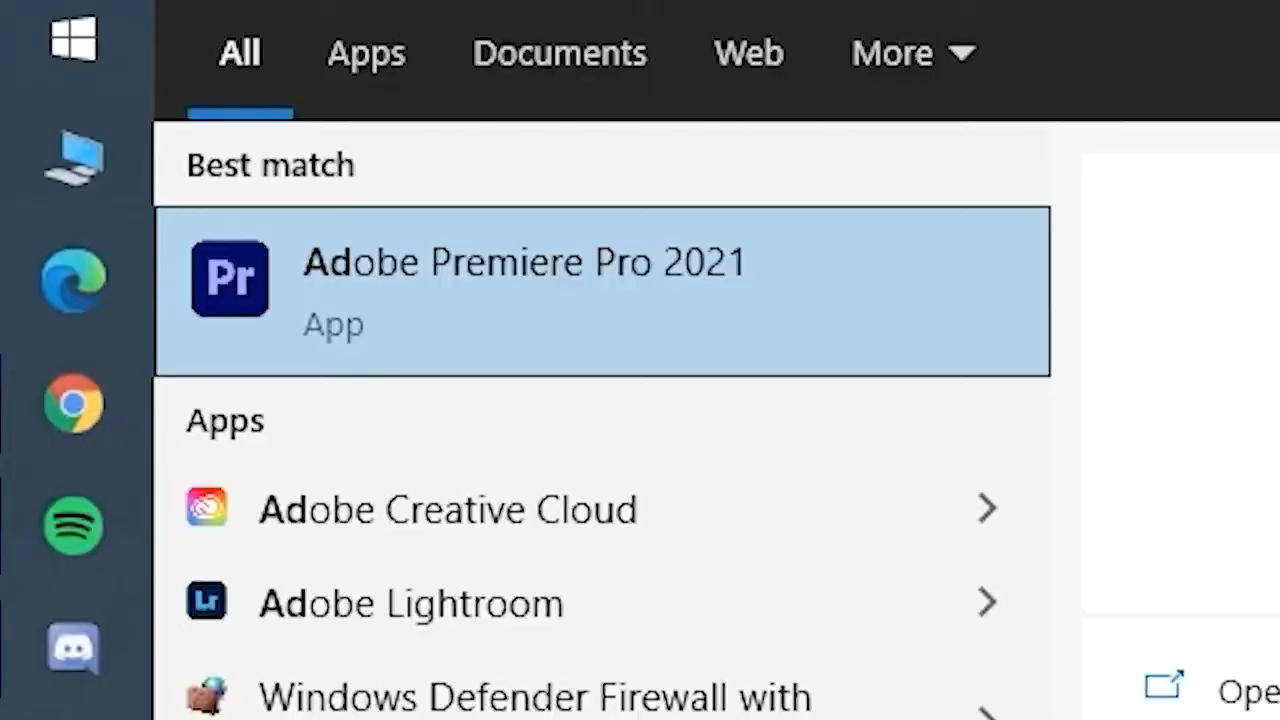 All Apps Documents Web More
Best match
Pr
Adobe Premiere Pro 2021
App
Apps
Adobe Creative Cloud
Lr
Adobe Lightroom
Windows Defender Firewall with
Ope